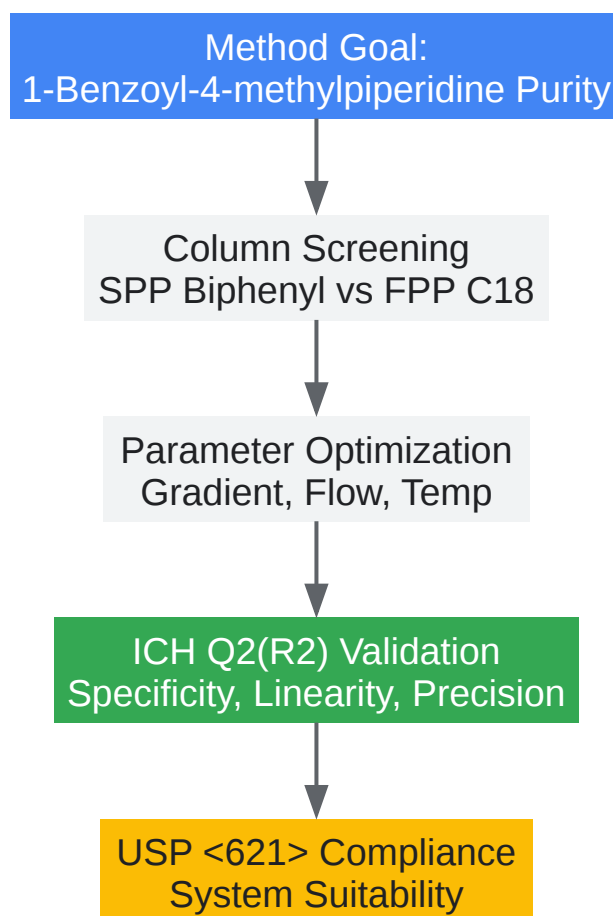 Method Goal:
1-Benzoyl-4-methylpiperidine Purity
Column Screening
SPP Biphenyl vs FPP C18
Parameter Optimization
Gradient, Flow, Temp
ICH Q2(R2) Validation
Specificity, Linearity, Precision
USP <621> Compliance
System Suitability